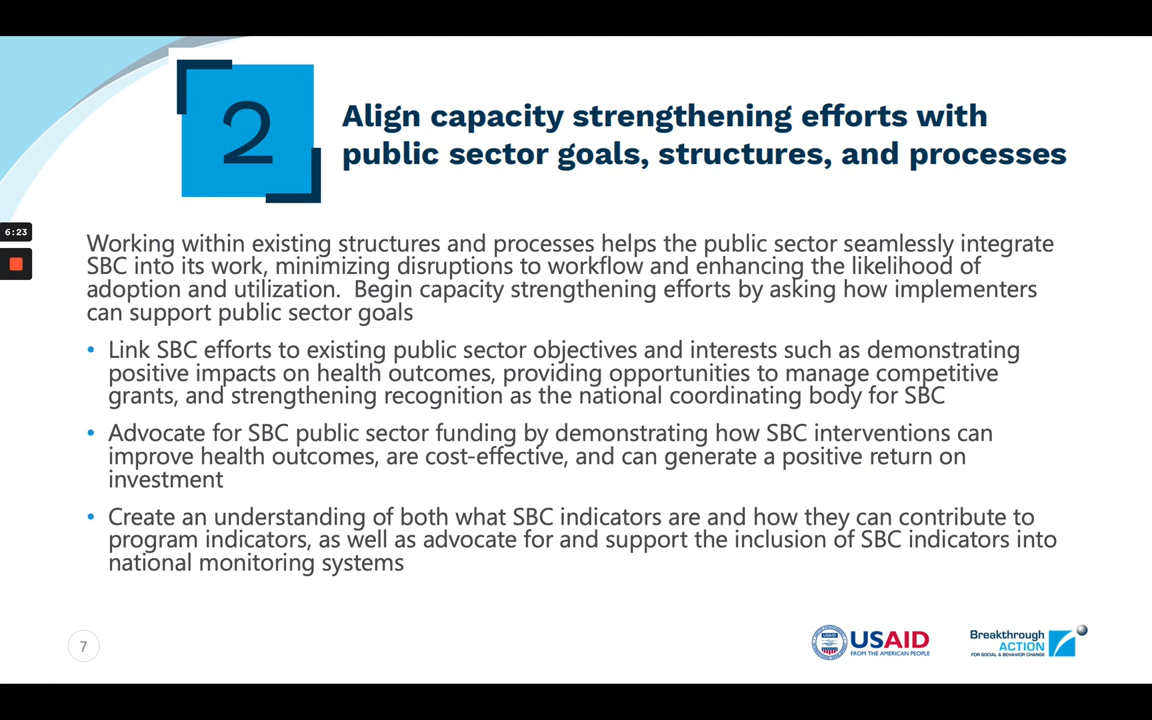 2
Align capacity strengthening efforts with
public sector goals, structures, and processes
6:23
Working within existing structures and processes helps the public sector seamlessly integrate
SBC into its work, minimizing disruptions to workflow and enhancing the likelihood of
adoption and utilization.  Begin capacity strengthening efforts by asking how implementers
can support public sector goals
• Link SBC efforts to existing public sector objectives and interests such as demonstrating
positive impacts on health outcomes, providing opportunities to manage competitive
grants, and strengthening recognition as the national coordinating body for SBC
• Advocate for SBC public sector funding by demonstrating how SBC interventions can
improve health outcomes, are cost-effective, and can generate a positive return on
investment
• Create an understanding of both what SBC indicators are and how they can contribute to
program indicators, as well as advocate for and support the inclusion of SBC indicators into
national monitoring systems
7
USAID
FROM THE AMERICAN PEOPLE
Breakthrough
ACTION
FOR SOCIAL & BEHAVIOR CHANGE